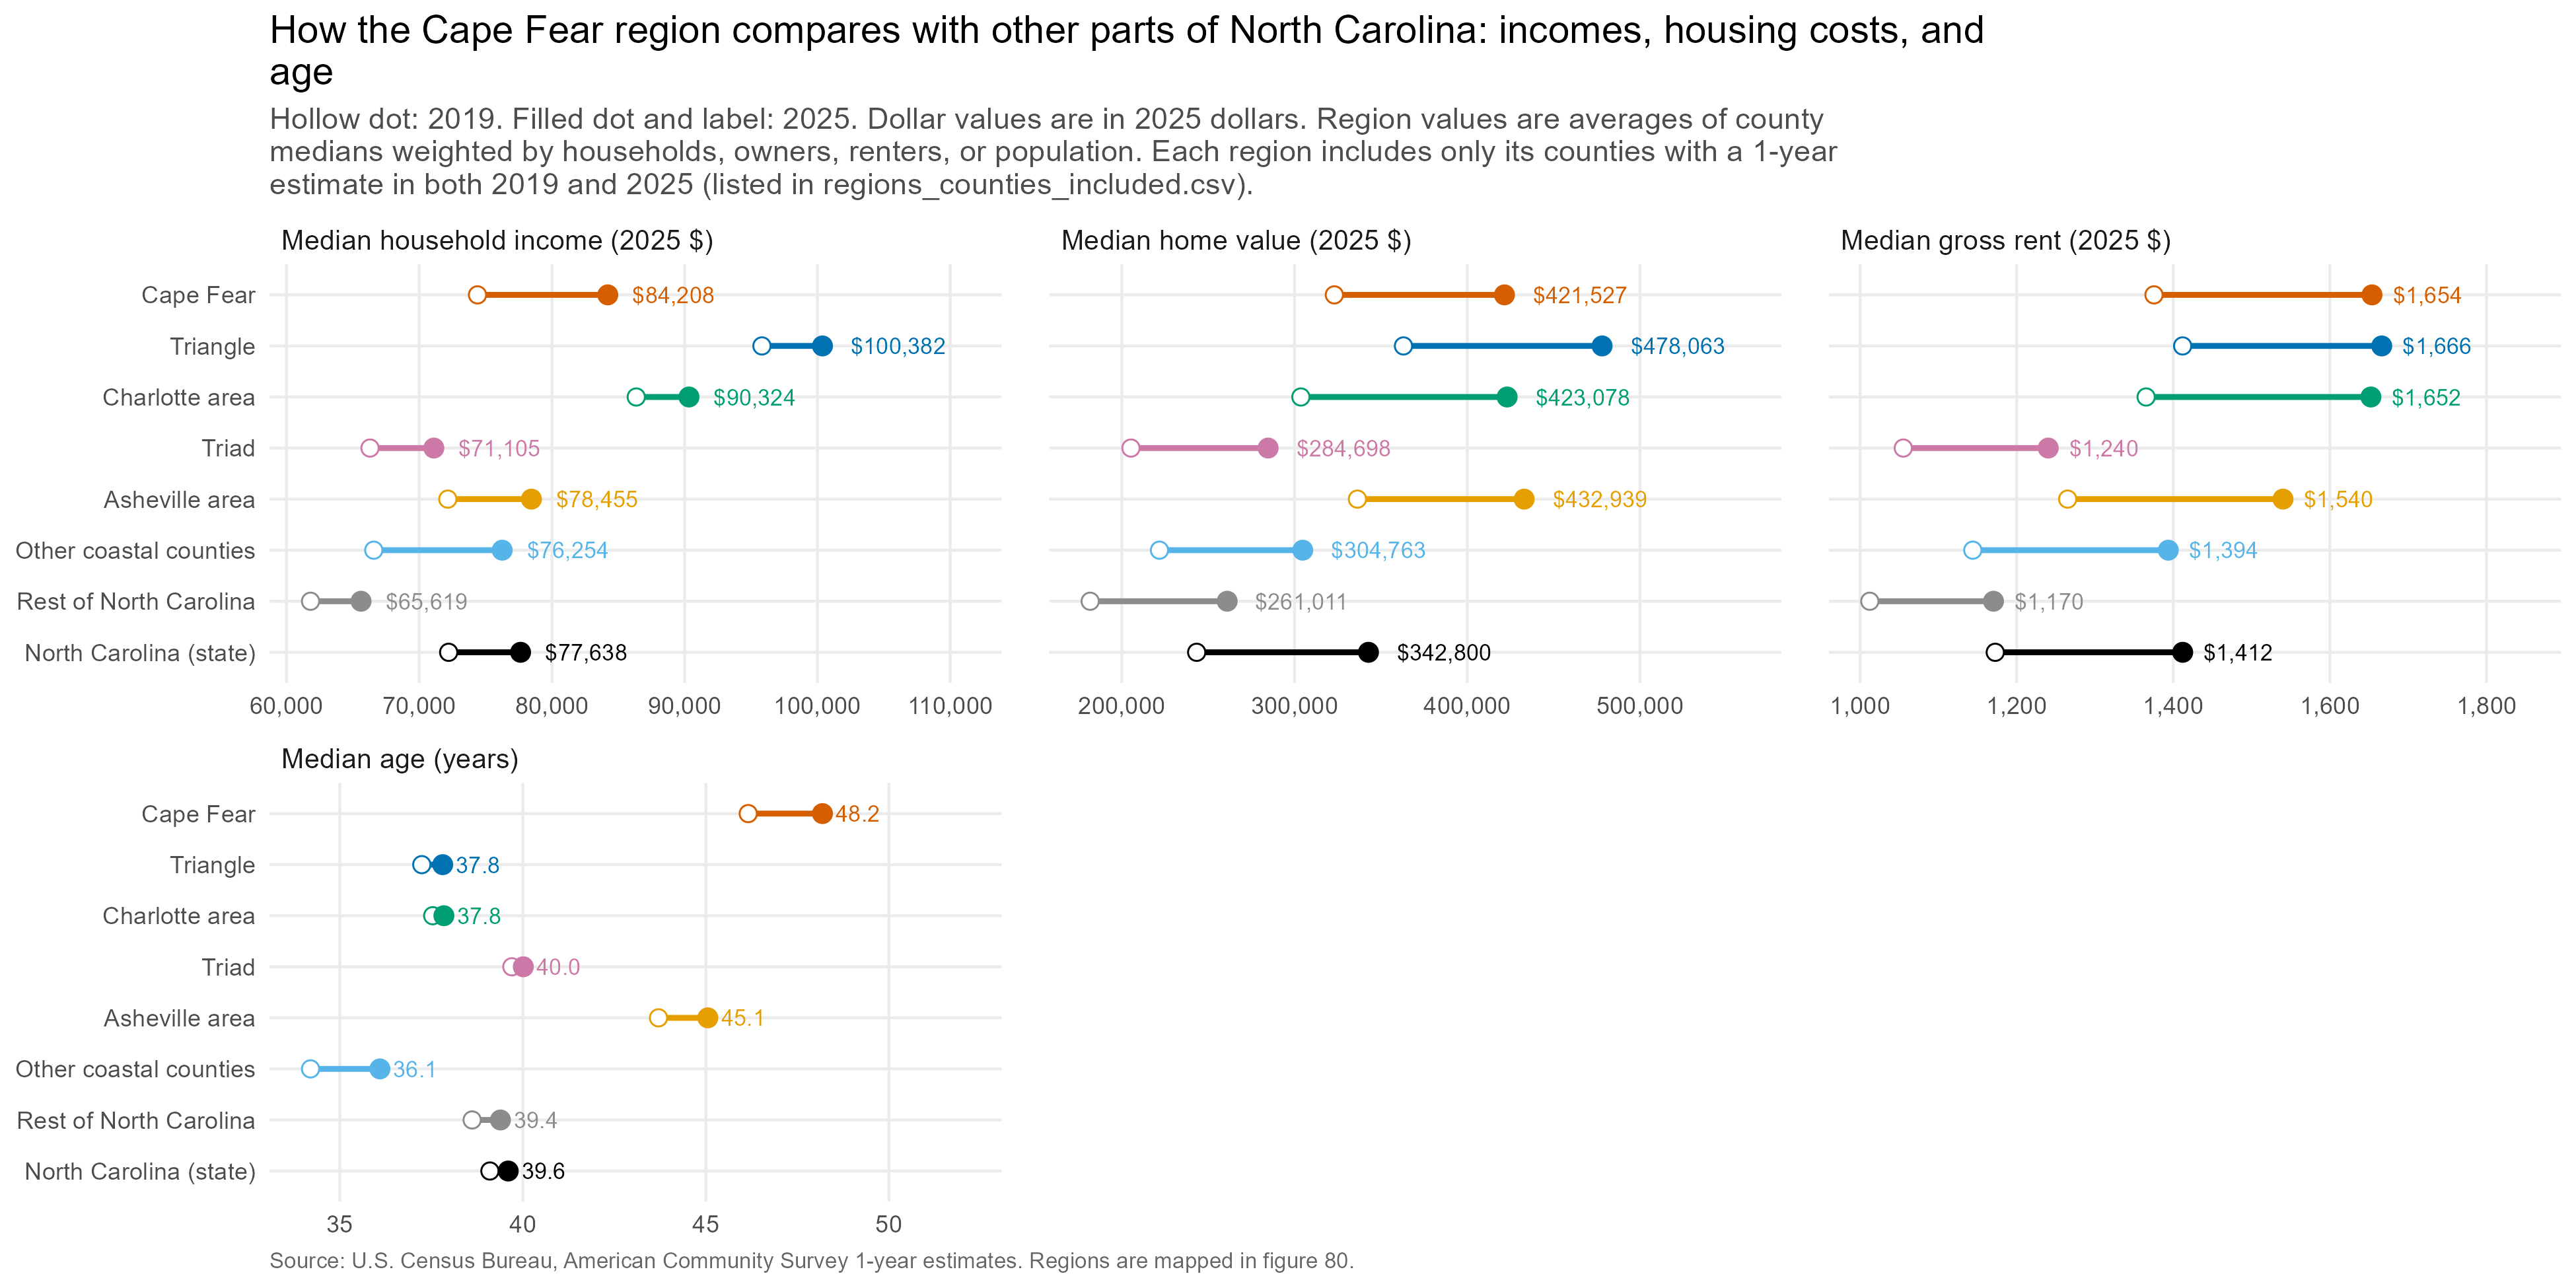 How the Cape Fear region compares with other parts of North Carolina: incomes, housing costs, and
age
Hollow dot: 2019. Filled dot and label: 2025. Dollar values are in 2025 dollars. Region values are averages of county
medians weighted by households, owners, renters, or population. Each region includes only its counties with a 1-year
estimate in both 2019 and 2025 (listed in regions_counties_included.csv).
Median household income (2025 $)
Cape Fear
$84,208
Triangle
$100,382
Charlotte area
$90,324
Triad
$71,105
Asheville area
$78,455
Other coastal counties
$76,254
Rest of North Carolina
$65,619
North Carolina (state)
$77,638
60,000 70,000 80,000 90,000 100,000 110,000
Median home value (2025 $)
$421,527
$478,063
$423,078
$284,698
$432,939
$304,763
$261,011
$342,800
200,000 300,000 400,000 500,000
Median gross rent (2025 $)
$1,654
$1,666
$1,652
$1,240
$1,540
$1,394
$1,170
$1,412
1,000 1,200 1,400 1,600 1,800
Median age (years)
Cape Fear
48.2
Triangle
37.8
Charlotte area
37.8
Triad
40.0
Asheville area
45.1
Other coastal counties
36.1
Rest of North Carolina
39.4
North Carolina (state)
39.6
35 40 45 50
Source: U.S. Census Bureau, American Community Survey 1-year estimates. Regions are mapped in figure 80.